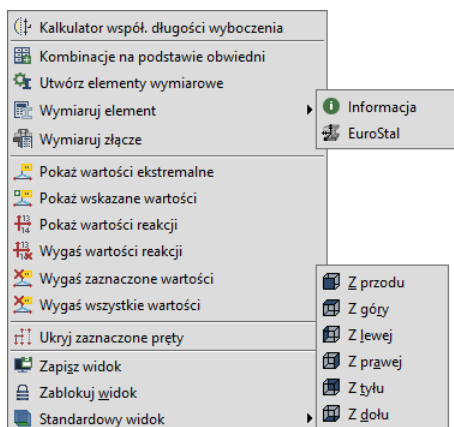 Kalkulator współ. długości wyboczenia
Kombinacje na podstawie obwiedni
Utwórz elementy wymiarowe
Wymiaruj element
Informacja
EuroStal
Wymiaruj złącze
Pokaż wartości ekstremalne
Pokaż wskazane wartości
Pokaż wartości reakcji
Wygaś wartości reakcji
Wygaś zaznaczone wartości
Wygaś wszystkie wartości
Ukryj zaznaczone pręty
Zapisz widok
Zablokuj widok
Standardowy widok
Z przodu
Z góry
Z lewej
Z prawej
Z tyłu
Z dołu